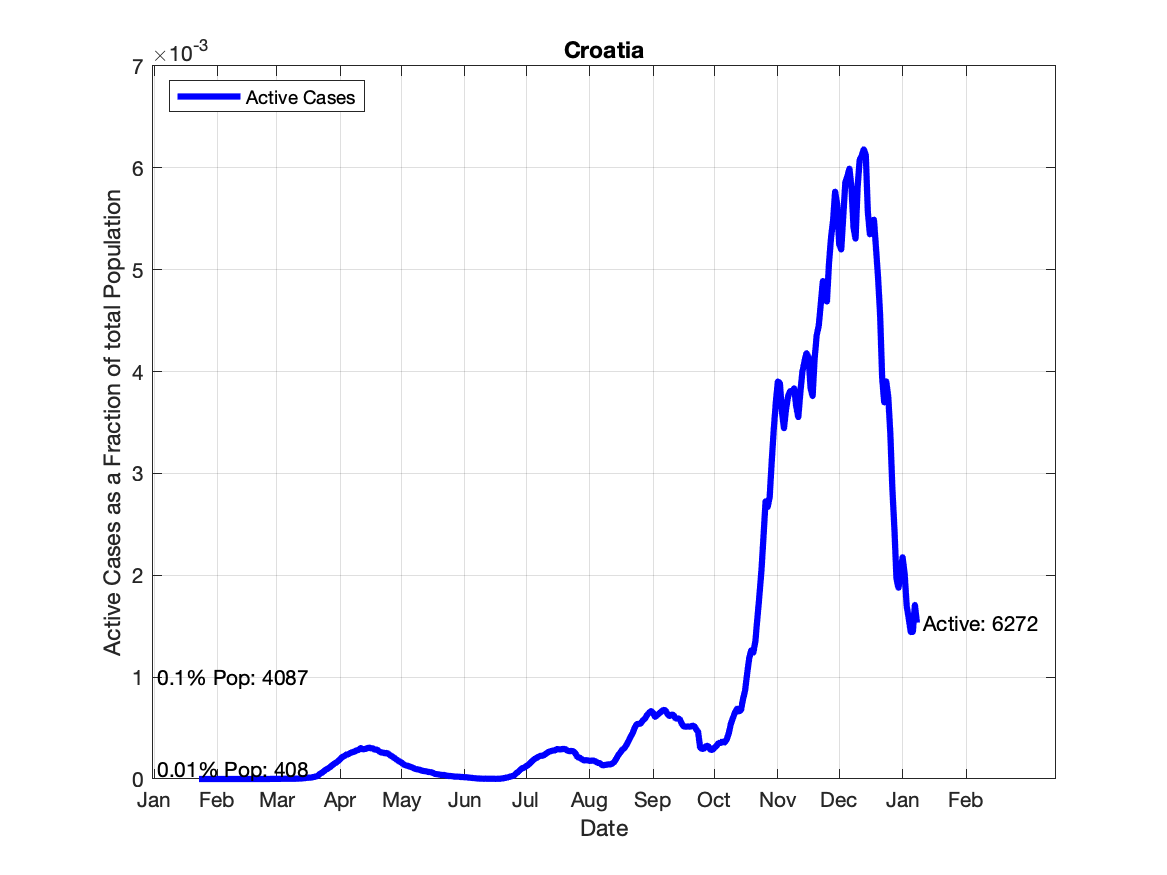 Croatia
×10-3
Active Cases
7
6
5
4
3
2
1
0
Active Cases as a Fraction of total Population
Active: 6272
0.1% Pop: 4087
0.01% Pop: 408
Jan Feb Mar Apr May Jun Jul Aug Sep Oct Nov Dec Jan Feb
Date